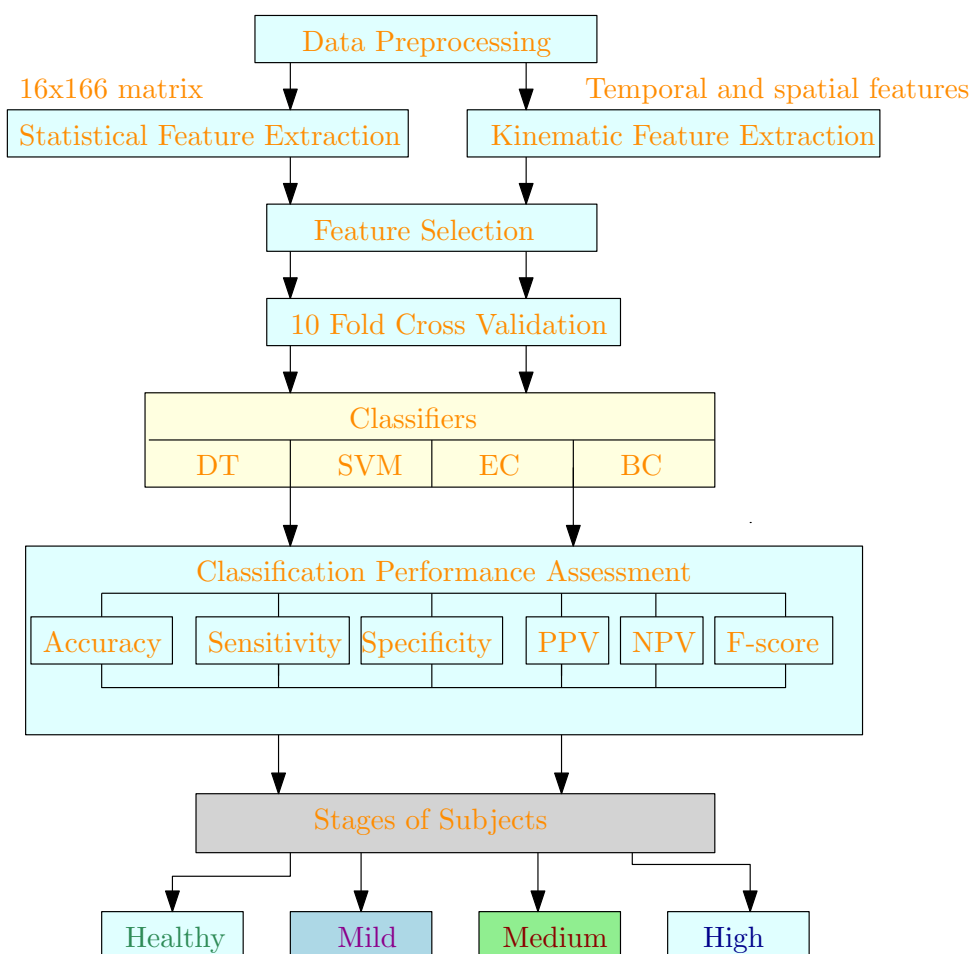 Data Preprocessing
16x166 matrix
Temporal and spatial features
Statistical Feature Extraction
Kinematic Feature Extraction
Feature Selection
10 Fold Cross Validation
Classifiers
DT
SVM
EC
BC
Classification Performance Assessment
Accuracy
Sensitivity
Specificity
PPV
NPV
F-score
Stages of Subjects
Healthy
Mild
Medium
High